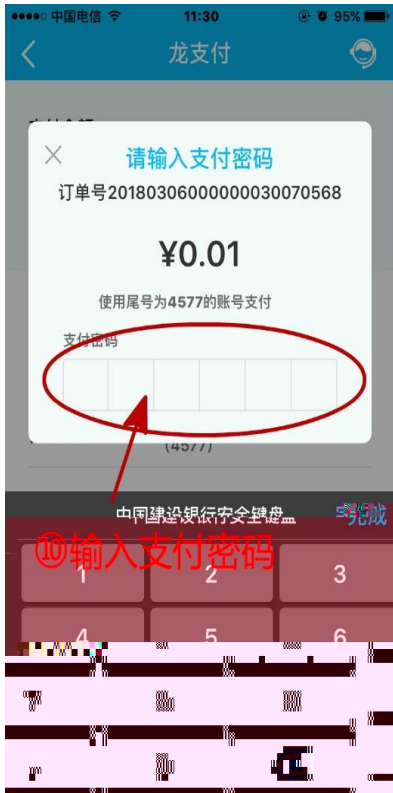 中国电信 11:30 95%
龙支付
请输入支付密码
订单号20180306000000030070568
¥0.01
使用尾号为4577的账号支付
支付密码
(4577)
中国建设银行安全键盘 完成
⑩输入支付密码
1 2 3
4 5 6